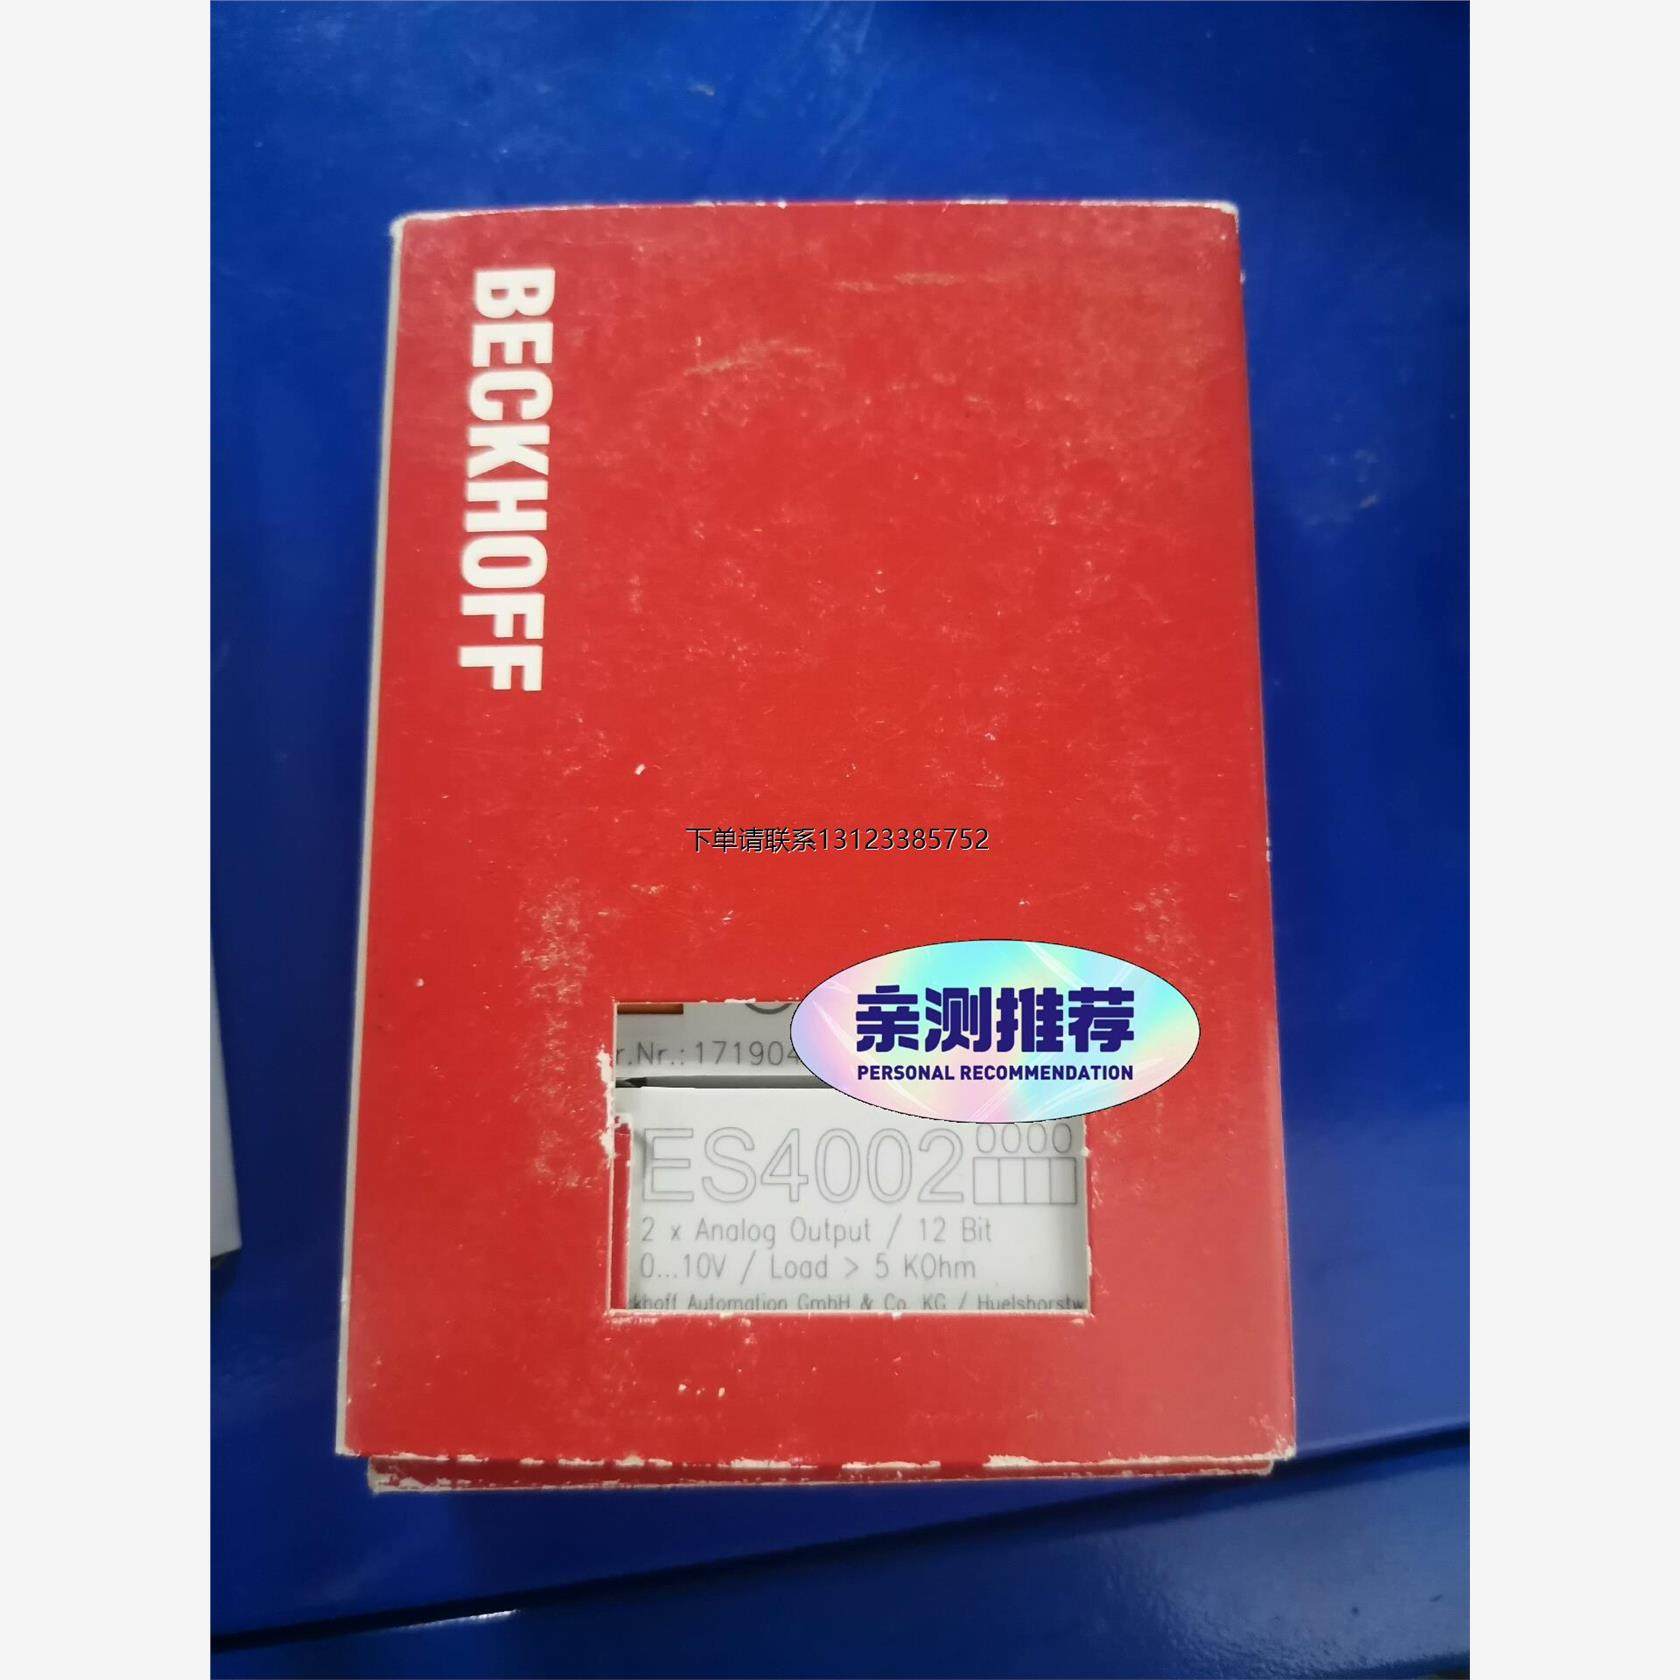 BECKHOFF
下单请联系13123385752
亲测推荐
PERSONAL RECOMMENDATION
r.Nr.: 17190
ES4002 0000
2 x Analog Output / 12 Bit
0...10V / Load > 5 KOhm
khoff Automation GmbH & Co. KG / Huelshorstw